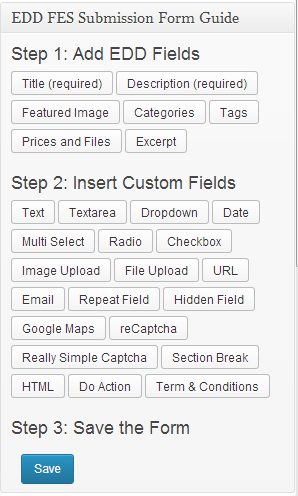 EDD FES Submission Form Guide
Step 1: Add EDD Fields
Title (required) Description (required)
Featured Image Categories Tags
Prices and Files Excerpt
Step 2: Insert Custom Fields
Text Textarea Dropdown Date
Multi Select Radio Checkbox
Image Upload File Upload URL
Email Repeat Field Hidden Field
Google Maps reCaptcha
Really Simple Captcha Section Break
HTML Do Action Term & Conditions
Step 3: Save the Form
Save